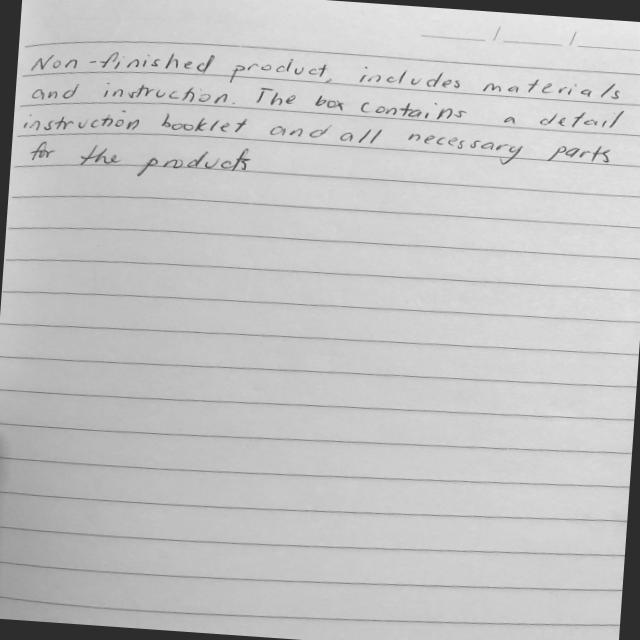 Non-finished product, includes materials
and instruction. The box contains a detail
instruction booklet and all necessary parts
for the products